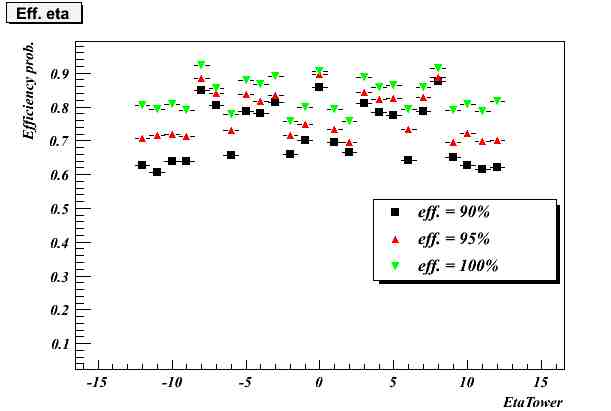 Eff. eta
Efficiency prob.
0.9
0.8
0.7
0.6
0.5
0.4
0.3
0.2
0.1
eff. = 90%
eff. = 95%
eff. = 100%
-15 -10 -5 0 5 10 15
EtaTower